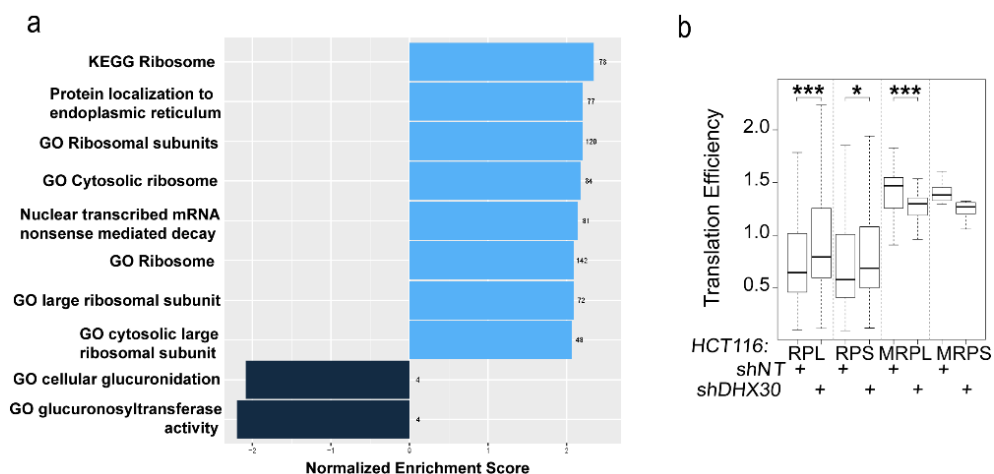 a
KEGG Ribosome
73
Protein localization to
endoplasmic reticulum
77
GO Ribosomal subunits
120
GO Cytosolic ribosome
84
Nuclear transcribed mRNA
nonsense mediated decay
81
GO Ribosome
142
GO large ribosomal subunit
72
GO cytosolic large
ribosomal subunit
48
GO cellular glucuronidation
4
GO glucuronosyltransferase
activity
4
-2 -1 0 1 2
Normalized Enrichment Score
b
Translation Efficiency
2.0
1.5
1.0
0.5
*** * ***
HCT116: RPL RPS MRPL MRPS
shNT + + + +
shDHX30 + + + +